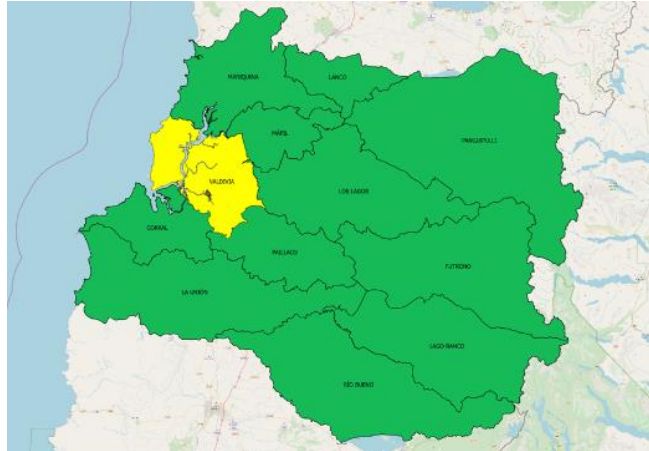 MARIQUINA
LANCO
MÁFIL
PANGUIPULLI
VALDIVIA
LOS LAGOS
CORRAL
PAILLACO
FUTRONO
LA UNIÓN
LAGO RANCO
RÍO BUENO